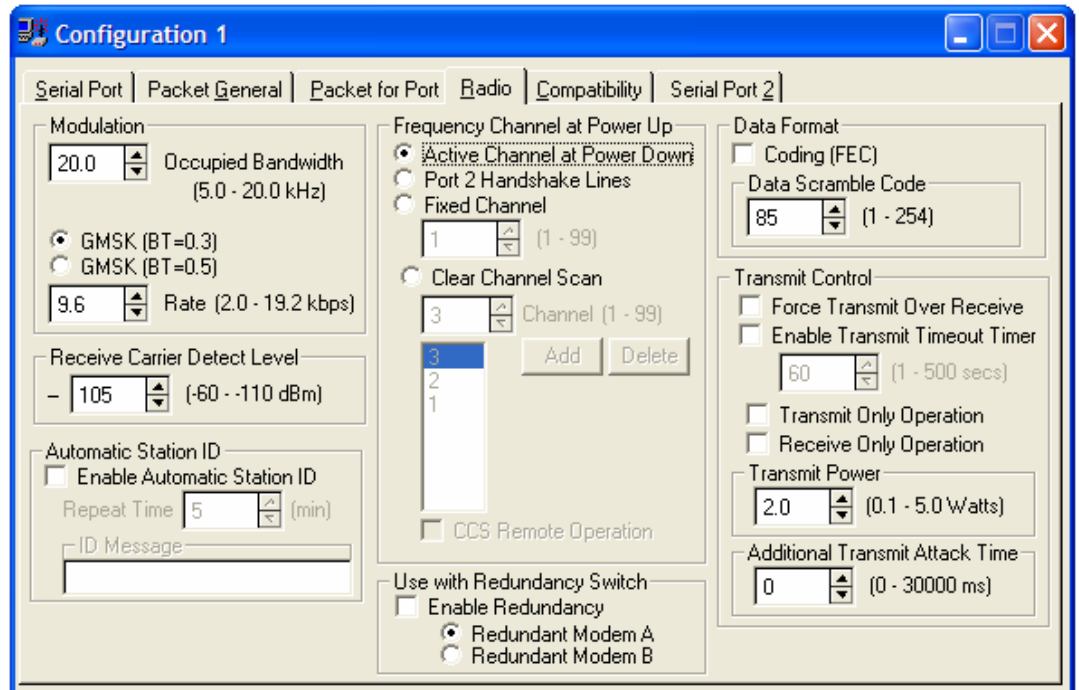 Configuration 1
Serial Port
Packet General
Packet for Port
Radio
Compatibility
Serial Port 2
Modulation
20.0 Occupied Bandwidth
(5.0 - 20.0 kHz)
GMSK (BT=0.3)
GMSK (BT=0.5)
9.6 Rate (2.0 - 19.2 kbps)
Receive Carrier Detect Level
- 105 (-60 - -110 dBm)
Automatic Station ID
Enable Automatic Station ID
Repeat Time 5 (min)
ID Message
Frequency Channel at Power Up
Active Channel at Power Down
Port 2 Handshake Lines
Fixed Channel
1 (1 - 99)
Clear Channel Scan
3 Channel (1 - 99)
3
2
1
Add
Delete
CCS Remote Operation
Use with Redundancy Switch
Enable Redundancy
Redundant Modem A
Redundant Modem B
Data Format
Coding (FEC)
Data Scramble Code
85 (1 - 254)
Transmit Control
Force Transmit Over Receive
Enable Transmit Timeout Timer
60 (1 - 500 secs)
Transmit Only Operation
Receive Only Operation
Transmit Power
2.0 (0.1 - 5.0 Watts)
Additional Transmit Attack Time
0 (0 - 30000 ms)